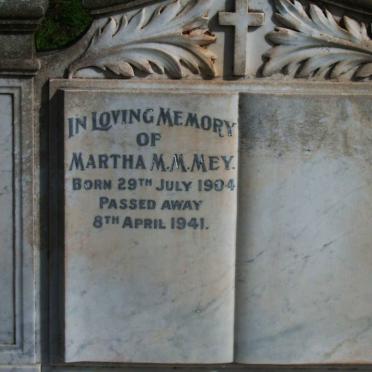 IN LOVING MEMORY
OF
MARTHA M.M. MEY.
BORN 29TH JULY 1904
PASSED AWAY
8TH APRIL 1941.